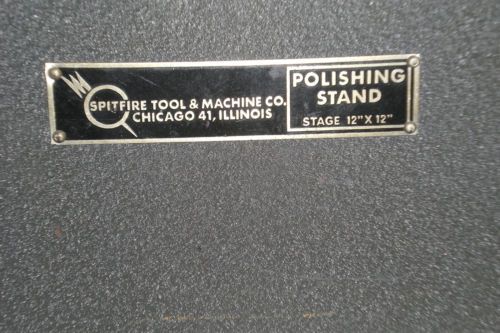 SPITFIRE TOOL & MACHINE CO.
CHICAGO 41, ILLINOIS
POLISHING
STAND
STAGE 12" X 12"